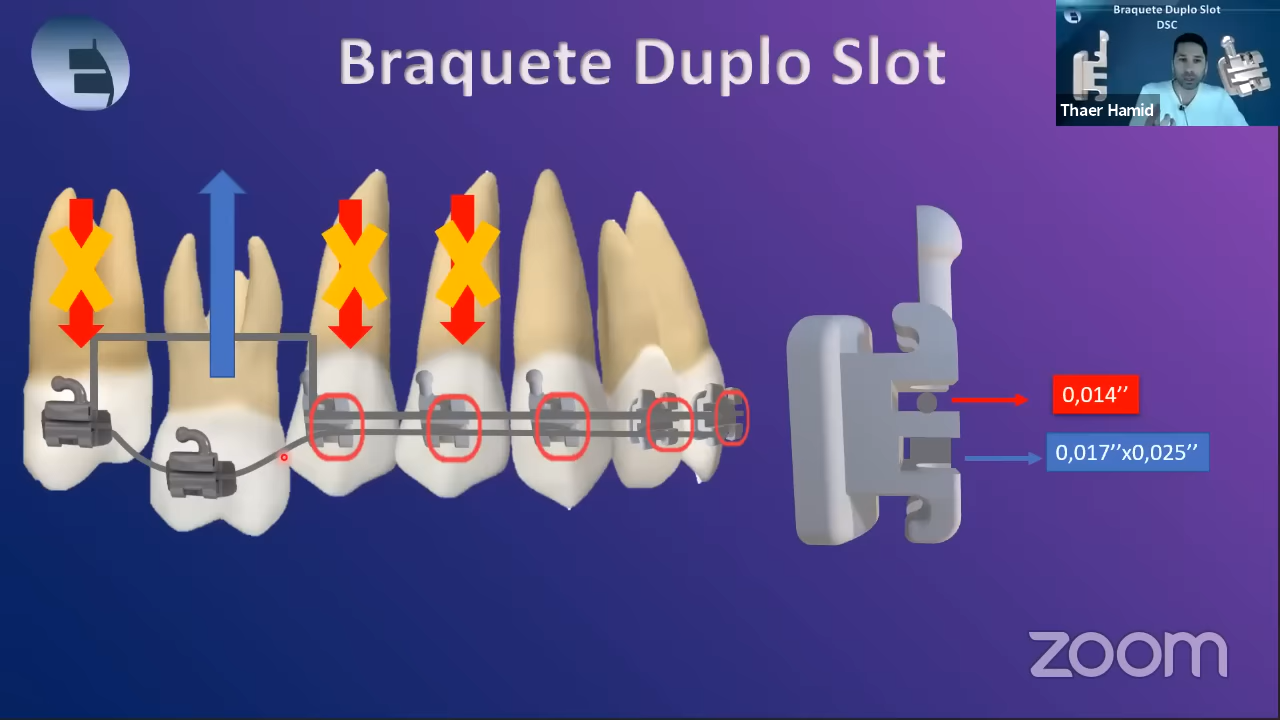 Braquete Duplo Slot
Braquete Duplo Slot
DSC
Thaer Hamid
0,014’’
0,017’’x0,025’’
zoom